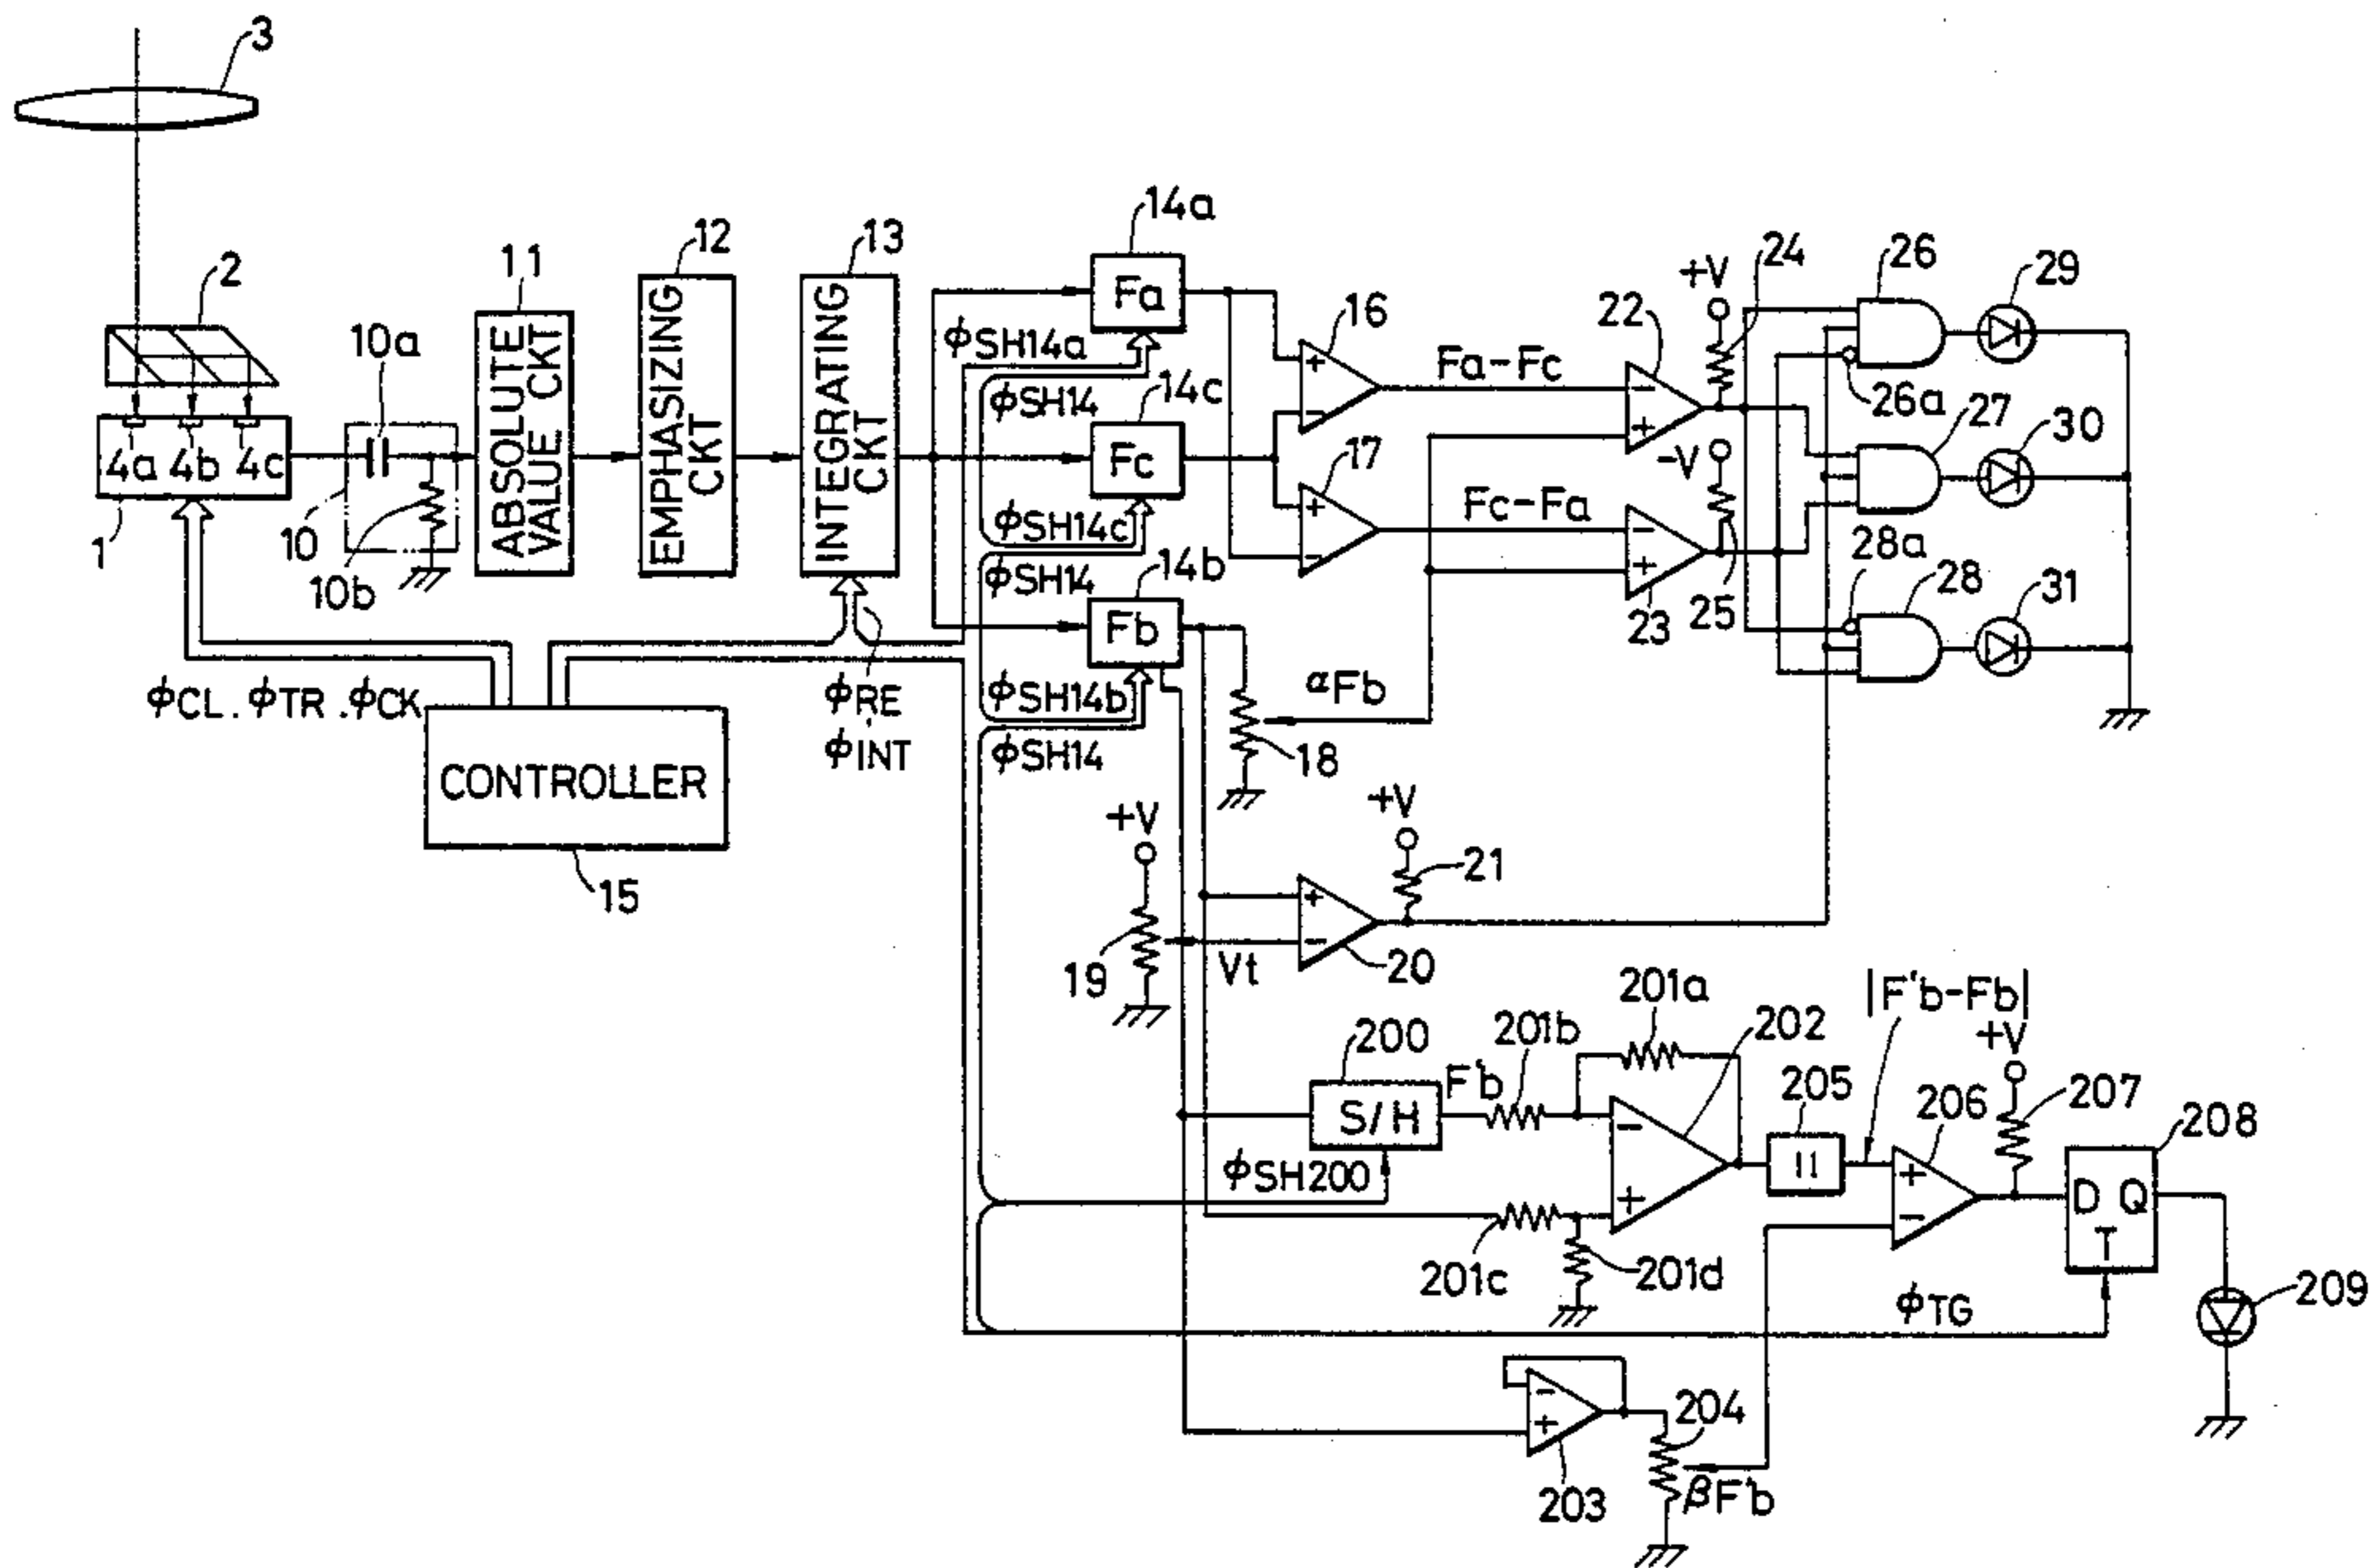 3
2
4a 4b 4c
1
10a
10
10b
11
ABSOLUTE
VALUE CKT
12
EMPHASIZING
CKT
13
INTEGRATING
CKT
14a
Fa
ϕSH14a
ϕSH14
14c
Fc
ϕSH14c
ϕSH14
14b
Fb
ϕSH14b
ϕSH14
ϕCL . ϕTR . ϕCK
ϕRE
ϕINT
CONTROLLER
15
16
+
-
17
+
-
Fa-Fc
Fc-Fa
αFb
18
22
-
+
23
-
+
+V
24
-V
25
26
26a
27
28a
28
29
30
31
+V
19
Vt
+
-
20
+V
21
200
S/H
ϕSH200
F'b
201b
201a
202
-
+
201c
201d
205
||
|F'b-Fb|
206
+
-
+V
207
208
D Q
T
ϕTG
209
-
+
203
204
βF'b